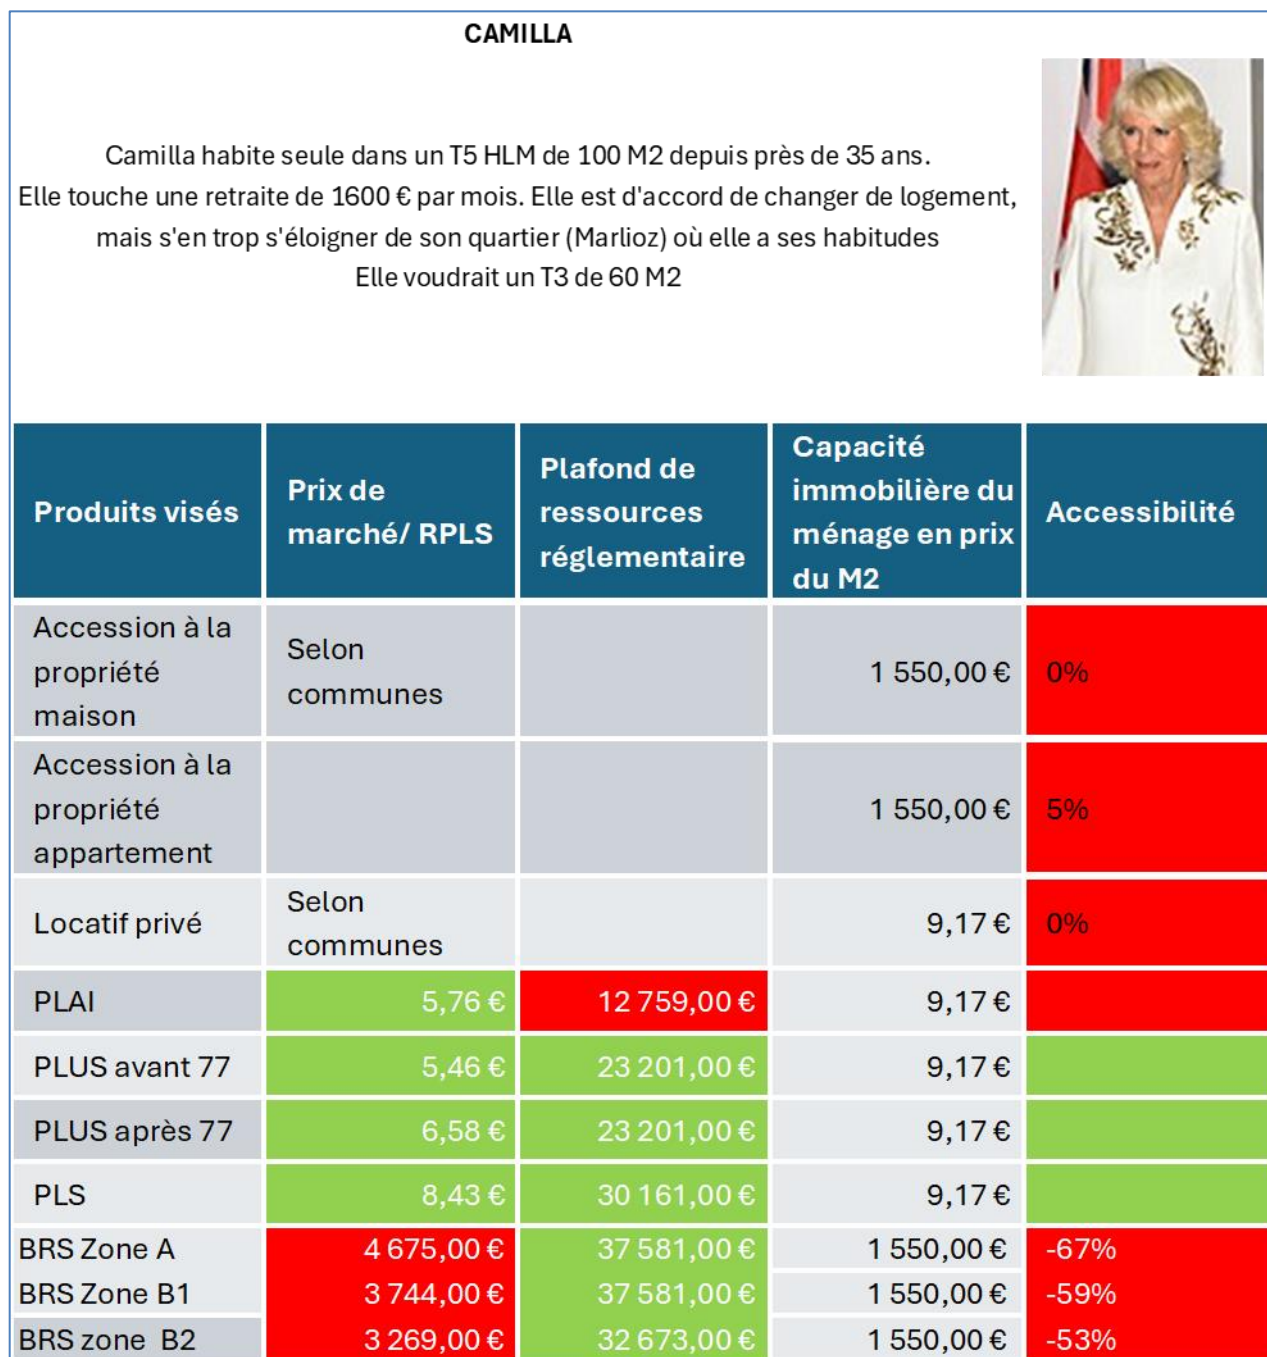 CAMILLA
Camilla habite seule dans un T5 HLM de 100 M2 depuis près de 35 ans.
Elle touche une retraite de 1600 € par mois. Elle est d'accord de changer de logement,
mais s'en trop s'éloigner de son quartier (Marlioz) où elle a ses habitudes
Elle voudrait un T3 de 60 M2
Produits visés
Prix de
marché/ RPLS
Plafond de
ressources
réglementaire
Capacité
immobilière du
ménage en prix
du M2
Accessibilité
Accession à la
propriété
maison
Selon
communes
1 550,00 €
0%
Accession à la
propriété
appartement
1 550,00 €
5%
Locatif privé
Selon
communes
9,17 €
0%
PLAI 5,76 € 12 759,00 € 9,17 €
PLUS avant 77 5,46 € 23 201,00 € 9,17 €
PLUS après 77 6,58 € 23 201,00 € 9,17 €
PLS 8,43 € 30 161,00 € 9,17 €
BRS Zone A 4 675,00 € 37 581,00 € 1 550,00 € -67%
BRS Zone B1 3 744,00 € 37 581,00 € 1 550,00 € -59%
BRS zone B2 3 269,00 € 32 673,00 € 1 550,00 € -53%